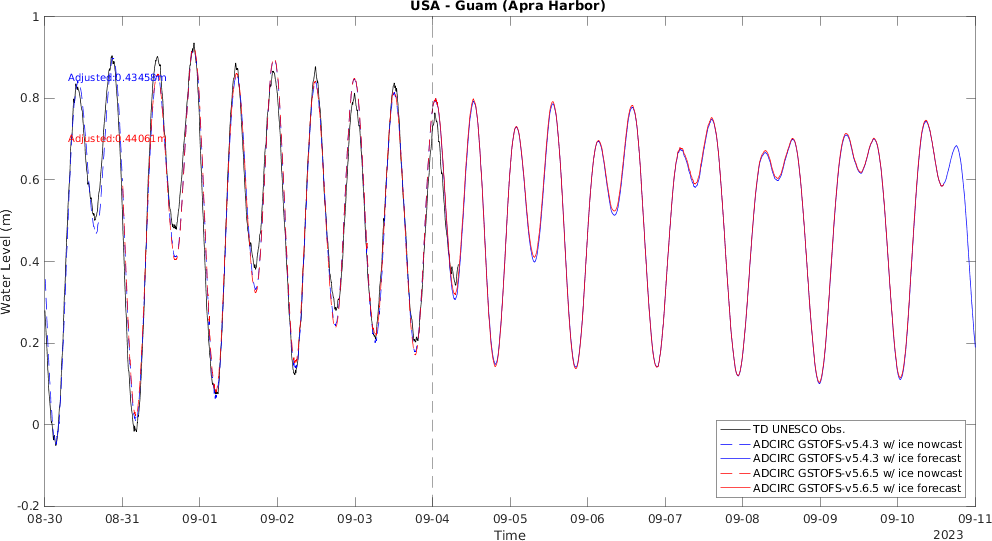 USA - Guam (Apra Harbor)
1
0.8
0.6
0.4
0.2
0
-0.2
Water Level (m)
Adjusted:0.43458m
Adjusted:0.44061m
TD UNESCO Obs.
ADCIRC GSTOFS-v5.4.3 w/ ice nowcast
ADCIRC GSTOFS-v5.4.3 w/ ice forecast
ADCIRC GSTOFS-v5.6.5 w/ ice nowcast
ADCIRC GSTOFS-v5.6.5 w/ ice forecast
08-30 08-31 09-01 09-02 09-03 09-04 09-05 09-06 09-07 09-08 09-09 09-10 09-11
Time
2023